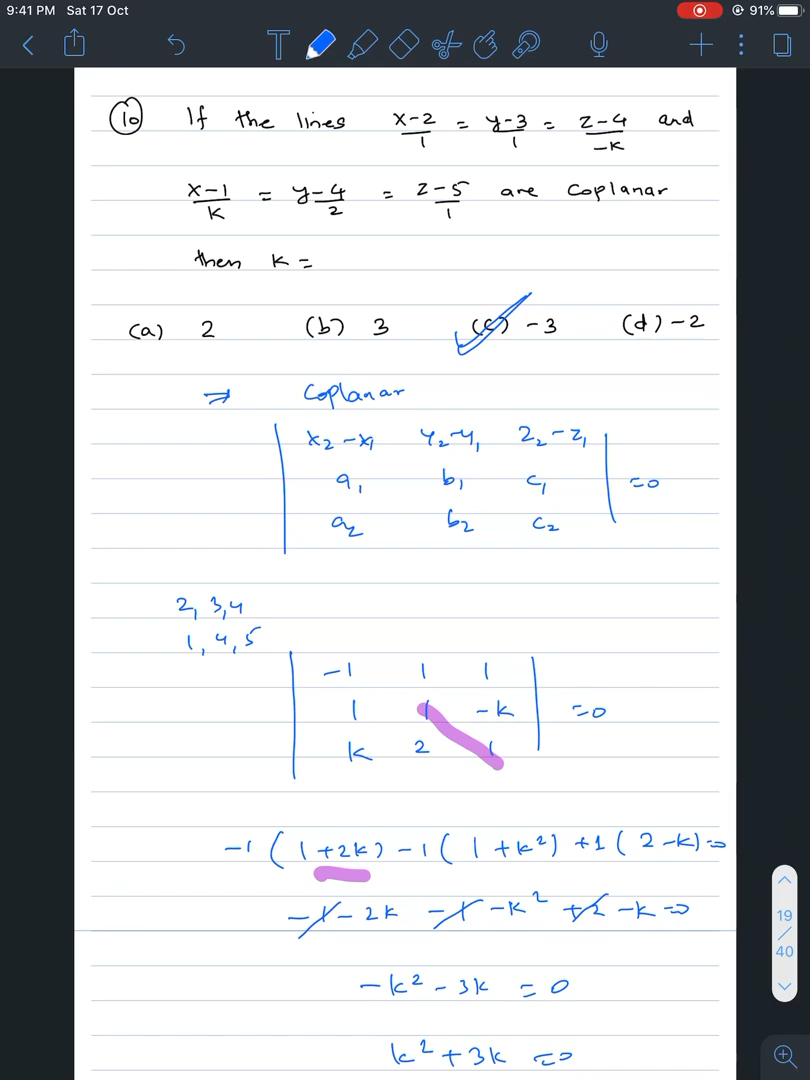 9:41 PM Sat 17 Oct 91%
T
(10) If the lines x-2/1 = y-3/1 = z-4/-k and
x-1/k = y-4/2 = z-5/1 are coplanar
then k =
(a) 2 (b) 3 (c) -3 (d) -2
⇒ Coplanar
| x₂-x₁ y₂-y₁ z₂-z₁ |
| a₁ b₁ c₁ | =0
| a₂ b₂ c₂ |
2, 3,4
1, 4, 5
| -1 1 1 |
| 1 1 -k | =0
| k 2 1 |
-1 ( 1+2k) -1 ( 1+k²) +1 ( 2-k)=0
-1 - 2k -1 -k² +2 -k =0
-k² - 3k = 0
k² + 3k =0
19
/
40